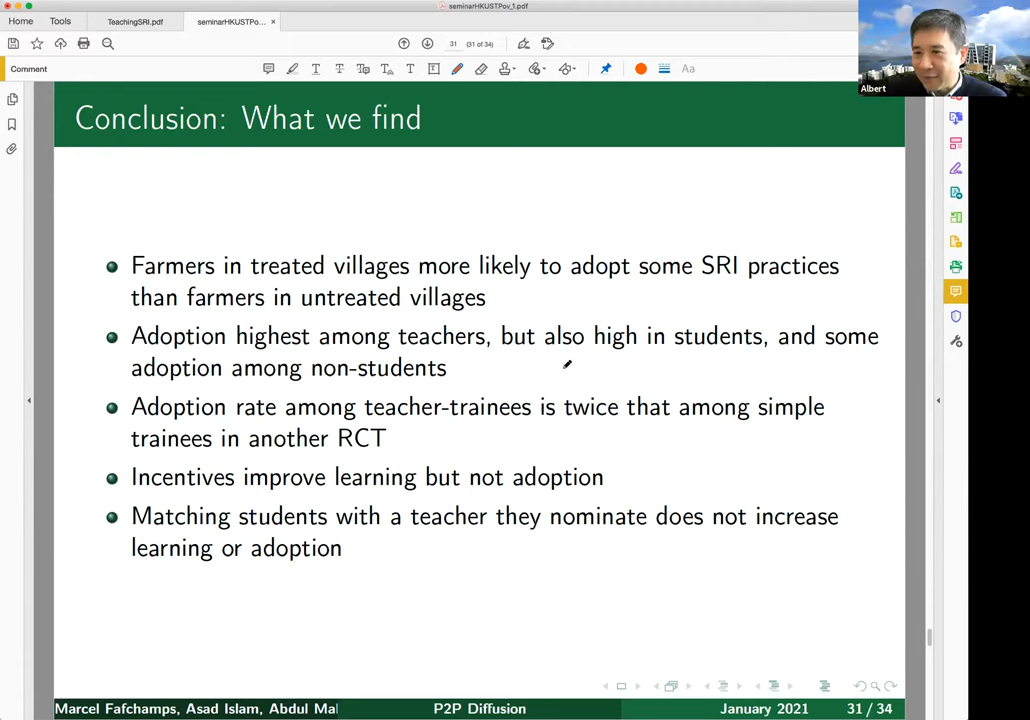 seminarHKUSTPov_1.pdf
Home Tools TeachingSRI.pdf seminarHKUSTPo... ×
31 (31 of 34)
Comment
Aa
Albert
Conclusion: What we find
Farmers in treated villages more likely to adopt some SRI practices
than farmers in untreated villages
Adoption highest among teachers, but also high in students, and some
adoption among non-students
Adoption rate among teacher-trainees is twice that among simple
trainees in another RCT
Incentives improve learning but not adoption
Matching students with a teacher they nominate does not increase
learning or adoption
Marcel Fafchamps, Asad Islam, Abdul Mal P2P Diffusion January 2021 31 / 34